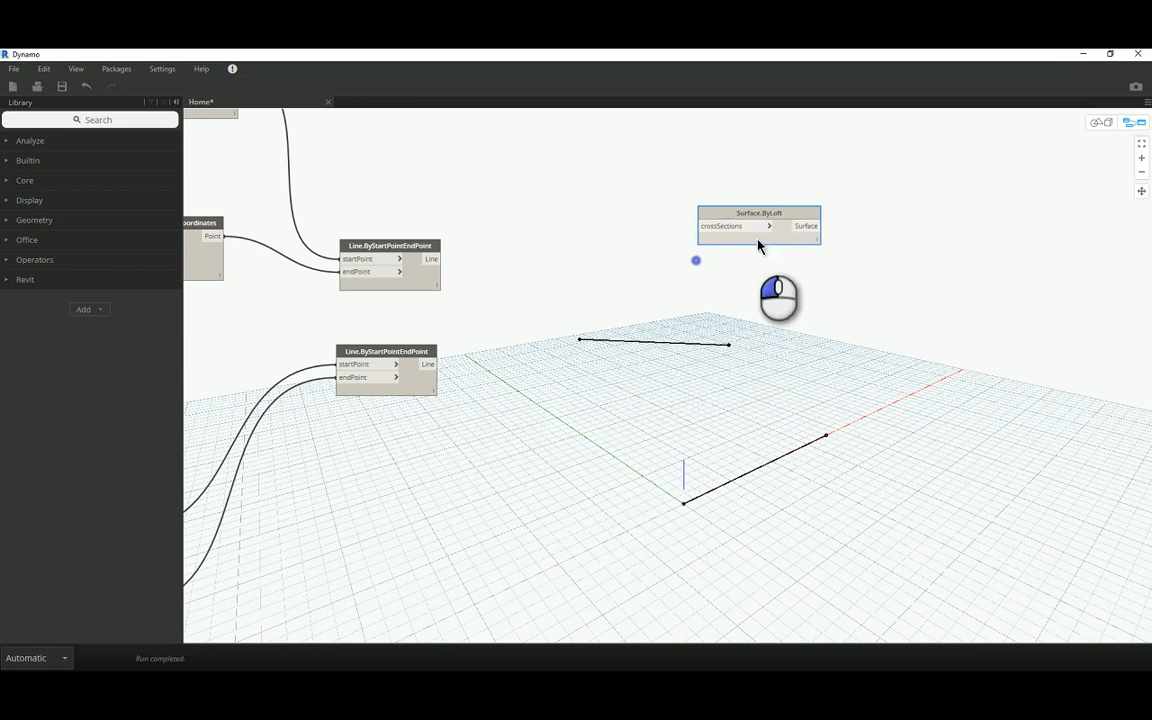 Dynamo
File Edit View Packages Settings Help
Library
Home*
Search
Analyze
BuiltIn
Core
Display
Geometry
Office
Operators
Revit
Add
oordinates
Point
Line.ByStartPointEndPoint
startPoint > Line
endPoint >
Line.ByStartPointEndPoint
startPoint > Line
endPoint >
Surface.ByLoft
crossSections > Surface
Automatic
Run completed.